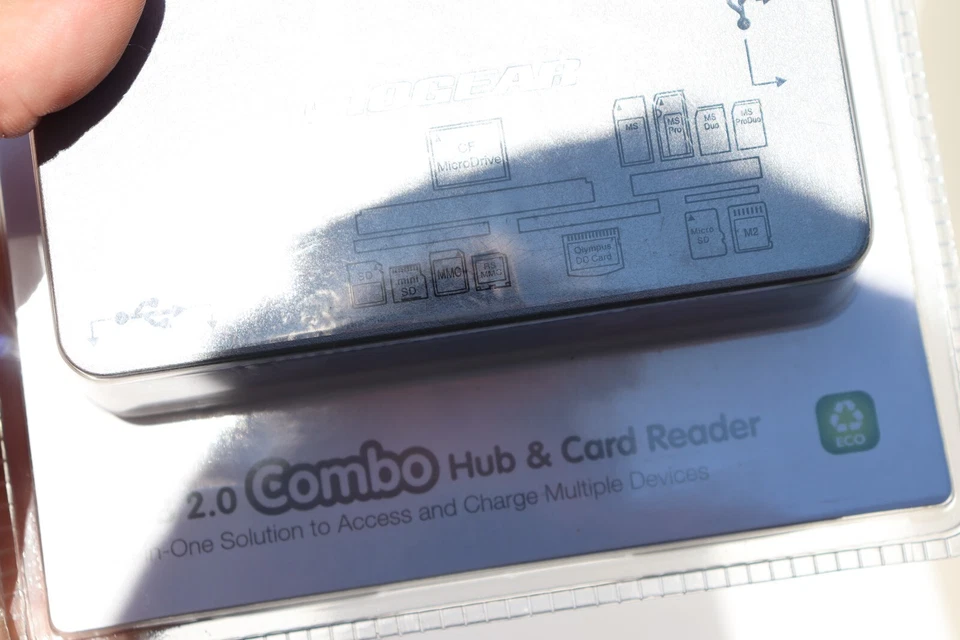 IOGEAR
CF
MicroDrive
MS
MS
Pro
MS
Duo
MS
ProDuo
SD
mini
SD
MMC
RS
MMC
Olympus
DC Card
Micro
SD
M2
2.0 Combo Hub & Card Reader
ECO
In-One Solution to Access and Charge Multiple Devices